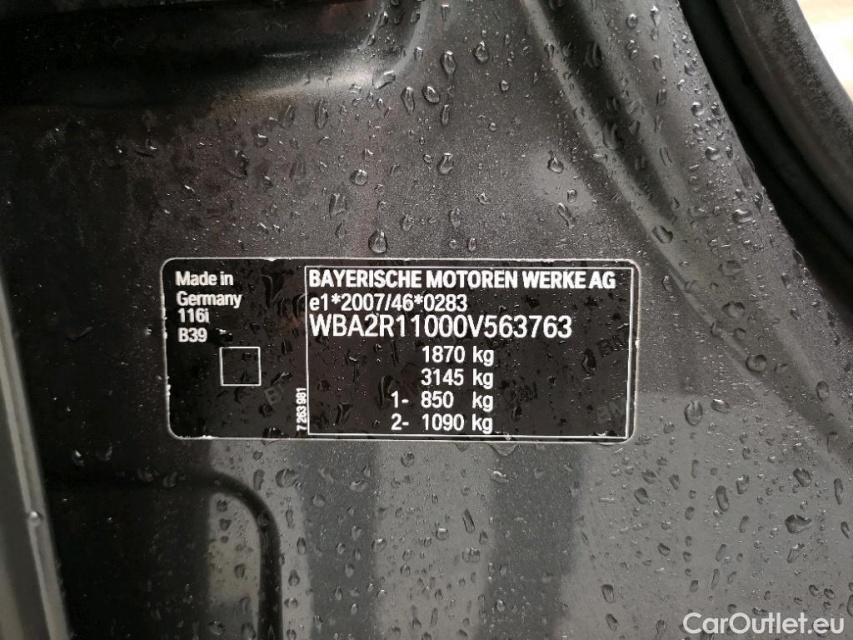 Made in
Germany
116i
B39
7 263 981
BAYERISCHE MOTOREN WERKE AG
e1*2007/46*0283
WBA2R11000V563763
1870 kg
3145 kg
1- 850 kg
2- 1090 kg
CarOutlet.eu